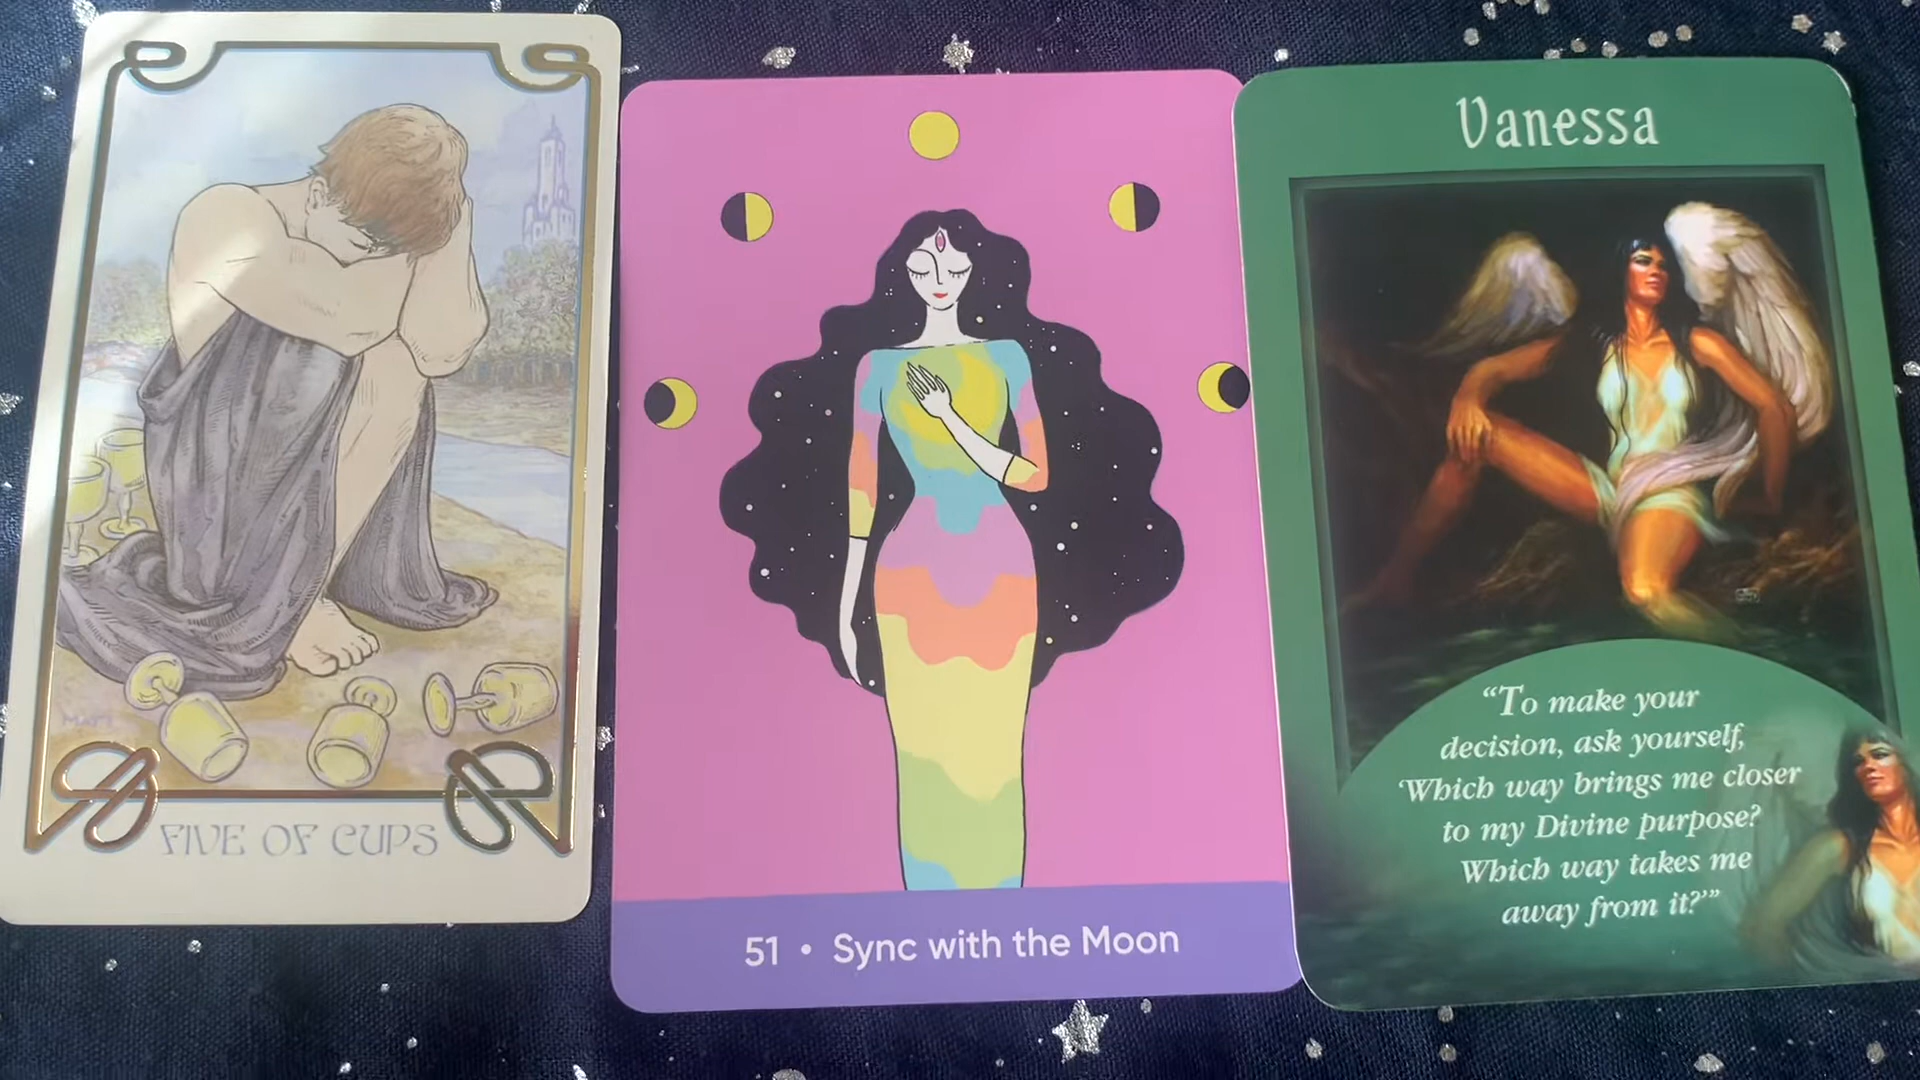 FIVE OF CUPS
51 • Sync with the Moon
Vanessa
“To make your
decision, ask yourself,
‘Which way brings me closer
to my Divine purpose?
Which way takes me
away from it?’”